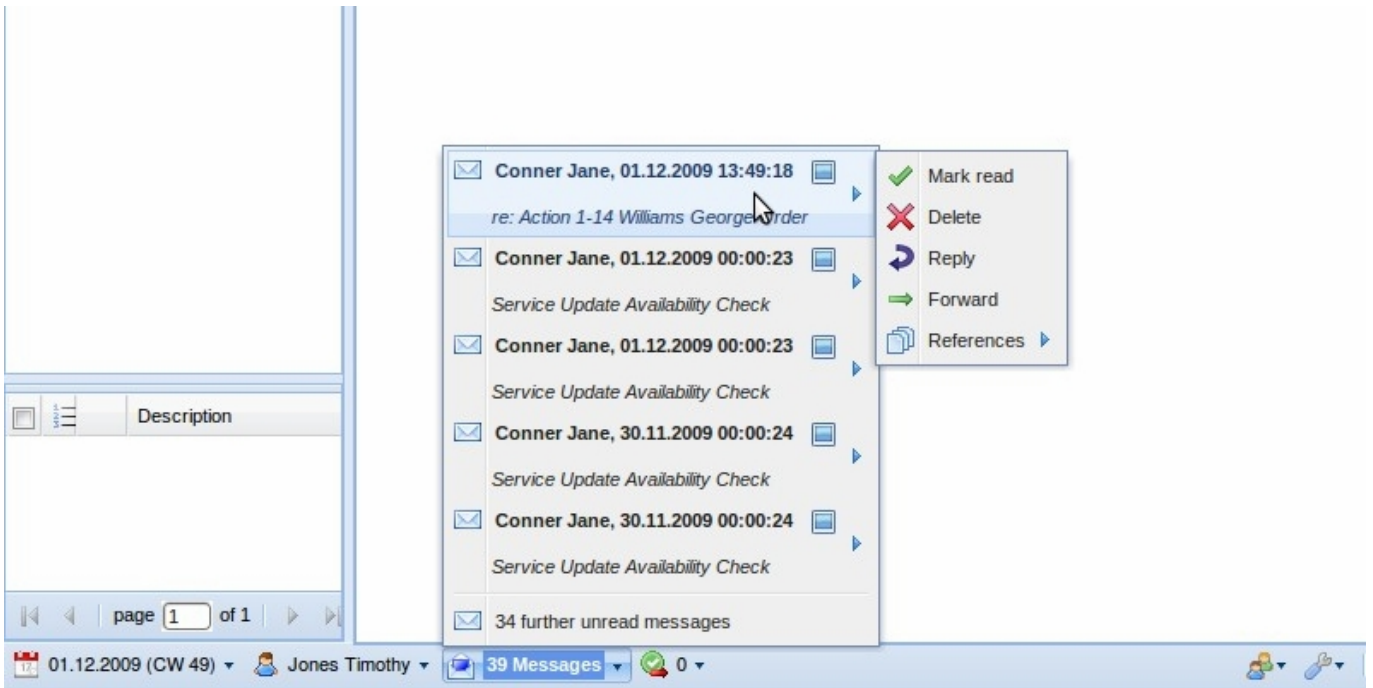 Conner Jane, 01.12.2009 13:49:18
re: Action 1-14 Williams George
Conner Jane, 01.12.2009 00:00:23
Service Update Availability Check
Conner Jane, 01.12.2009 00:00:23
Service Update Availability Check
Conner Jane, 30.11.2009 00:00:24
Service Update Availability Check
Conner Jane, 30.11.2009 00:00:24
Service Update Availability Check
34 further unread messages
Mark read
Delete
Reply
Forward
References
Description
page 1 of 1
01.12.2009 (CW 49) Jones Timothy 39 Messages 0